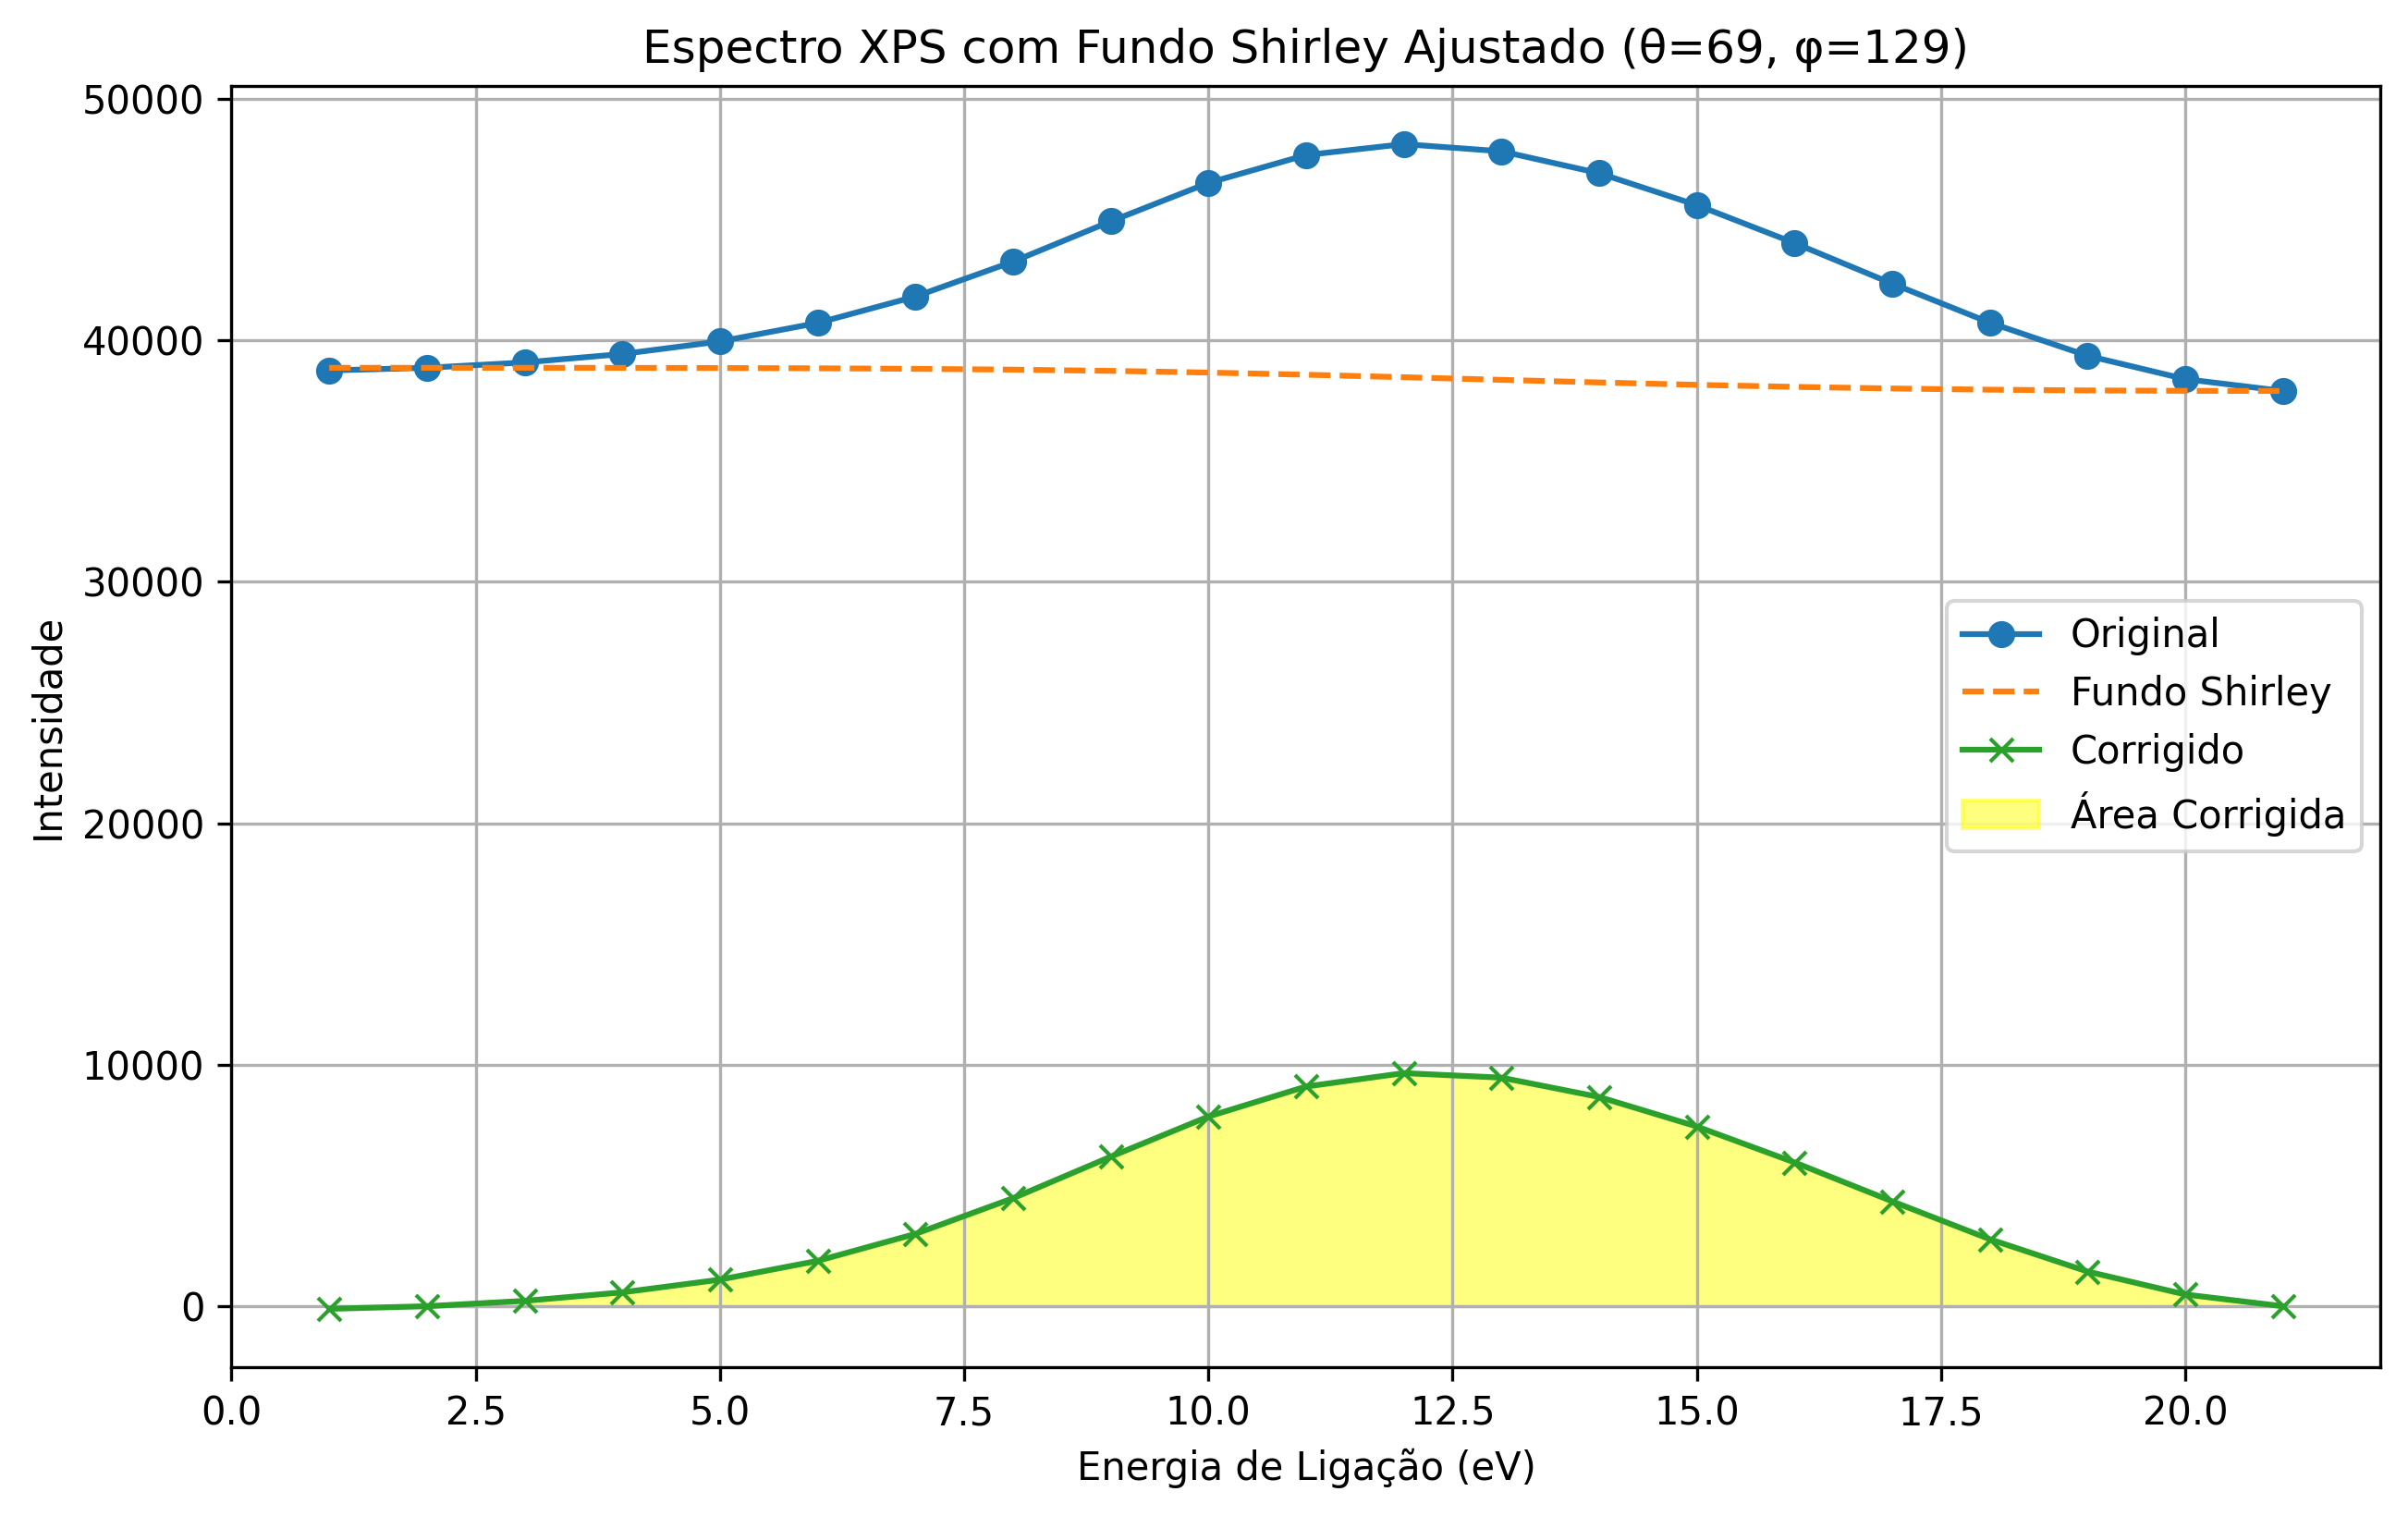 Espectro XPS com Fundo Shirley Ajustado (θ=69, φ=129)
50000
40000
30000
20000
10000
0
Intensidade
Original
Fundo Shirley
Corrigido
Área Corrigida
0.0 2.5 5.0 7.5 10.0 12.5 15.0 17.5 20.0
Energia de Ligação (eV)